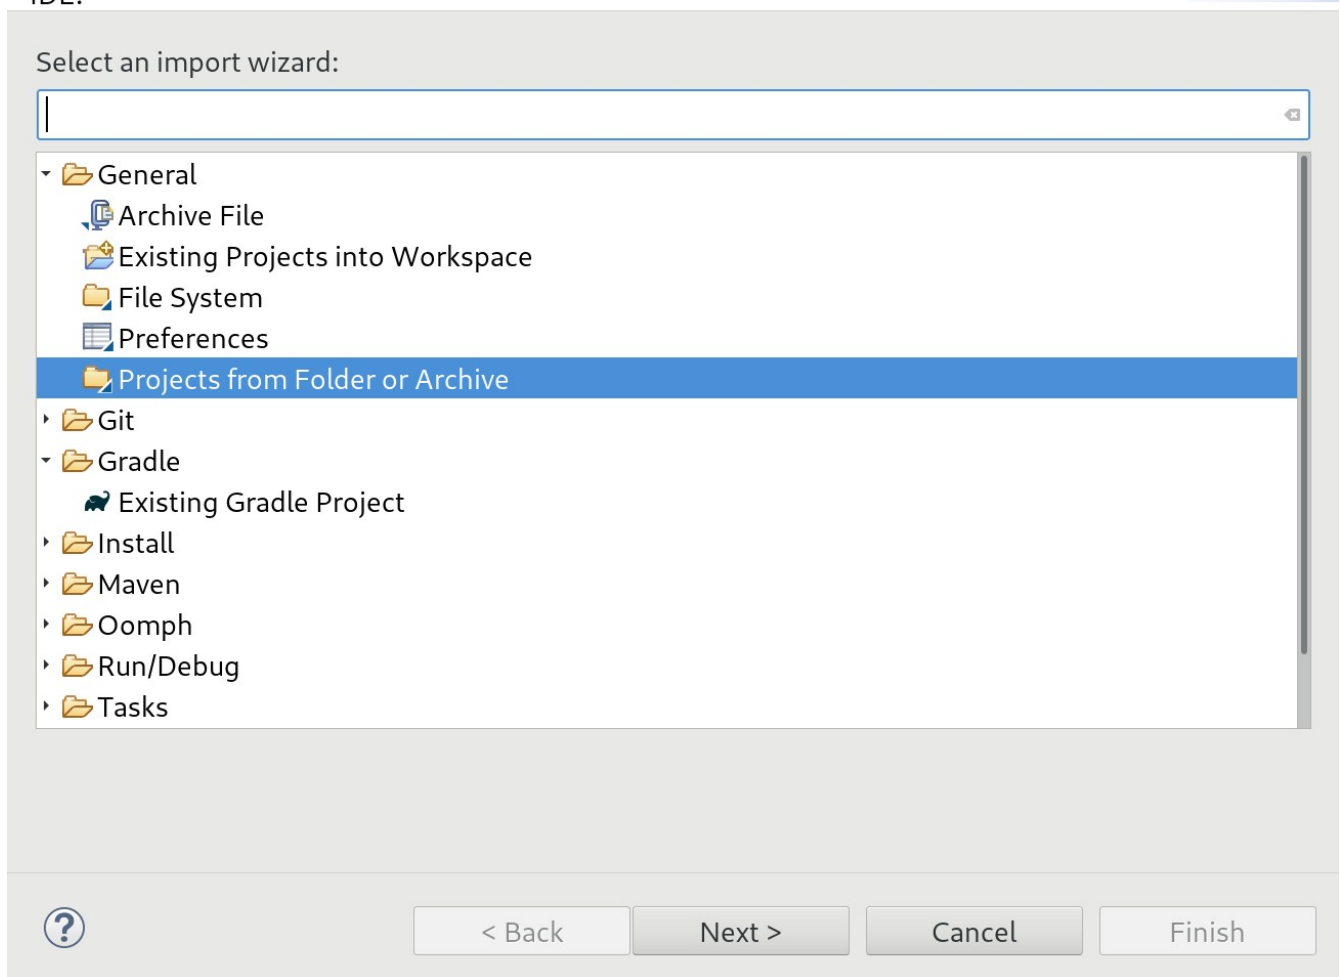 IDE.
Select an import wizard:
General
Archive File
Existing Projects into Workspace
File System
Preferences
Projects from Folder or Archive
Git
Gradle
Existing Gradle Project
Install
Maven
Oomph
Run/Debug
Tasks
? < Back Next > Cancel Finish